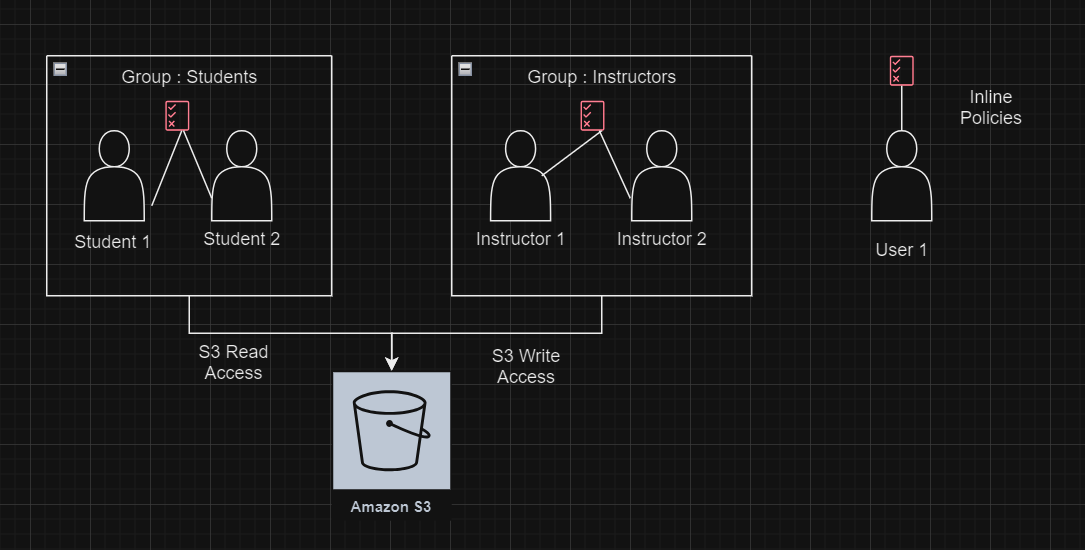 Group : Students
Group : Instructors
Inline
Policies
Student 1
Student 2
Instructor 1
Instructor 2
User 1
S3 Read
Access
S3 Write
Access
Amazon S3